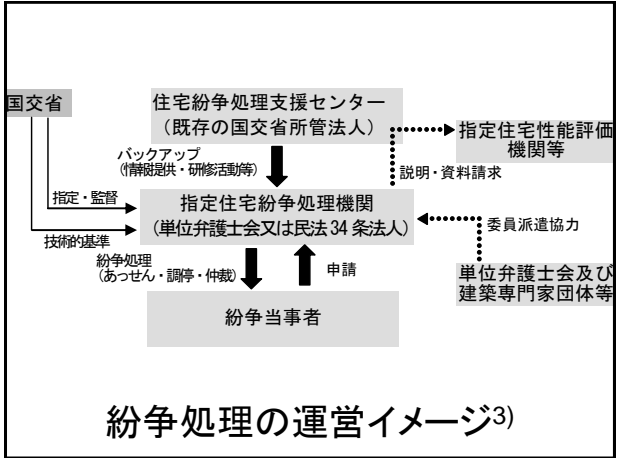 国交省
住宅紛争処理支援センター
（既存の国交省所管法人）
指定住宅性能評価
機関等
バックアップ
（情報提供・研修活動等）
説明・資料請求
指定・監督
指定住宅紛争処理機関
（単位弁護士会又は民法34条法人）
委員派遣協力
技術的基準
紛争処理
（あっせん・調停・仲裁）
申請
単位弁護士会及び
建築専門家団体等
紛争当事者
紛争処理の運営イメージ3)